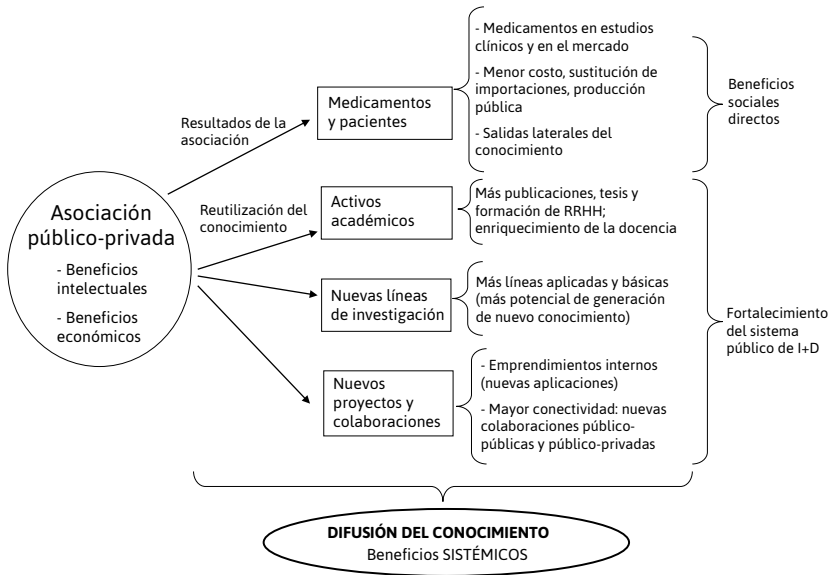 Asociación
público-privada
- Beneficios
intelectuales
- Beneficios
económicos
Resultados de la
asociación
Reutilización del
conocimiento
Medicamentos
y pacientes
- Medicamentos en estudios
clínicos y en el mercado
- Menor costo, sustitución de
importaciones, producción
pública
- Salidas laterales del
conocimiento
Beneficios
sociales
directos
Activos
académicos
Más publicaciones, tesis y
formación de RRHH;
enriquecimiento de la docencia
Nuevas líneas
de investigación
Más líneas aplicadas y básicas
(más potencial de generación
de nuevo conocimiento)
Nuevos
proyectos y
colaboraciones
- Emprendimientos internos
(nuevas aplicaciones)
- Mayor conectividad: nuevas
colaboraciones público-
públicas y público-privadas
Fortalecimiento
del sistema
público de I+D
DIFUSIÓN DEL CONOCIMIENTO
Beneficios SISTÉMICOS